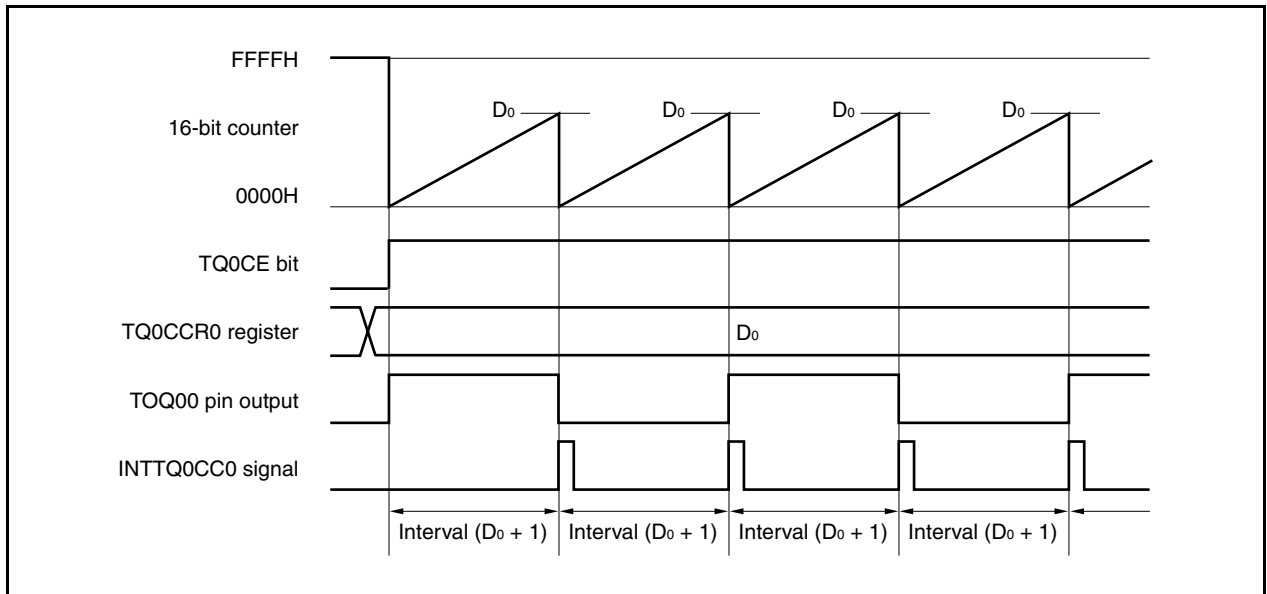 FFFFH
D₀ D₀ D₀ D₀
16-bit counter
0000H
TQ0CE bit
TQ0CCR0 register D₀
TOQ00 pin output
INTTQ0CC0 signal
Interval (D₀ + 1) Interval (D₀ + 1) Interval (D₀ + 1) Interval (D₀ + 1)